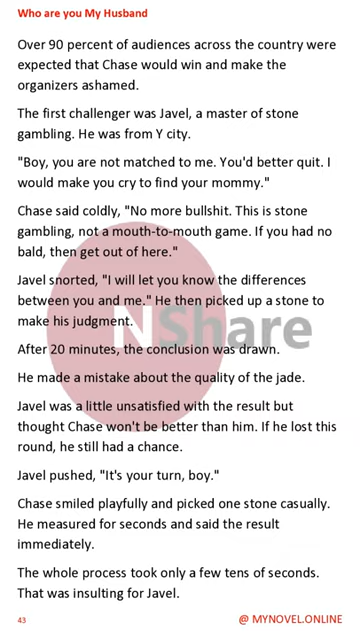 Who are you My Husband
Over 90 percent of audiences across the country were
expected that Chase would win and make the
organizers ashamed.
The first challenger was Javel, a master of stone
gambling. He was from Y city.
"Boy, you are not matched to me. You'd better quit. I
would make you cry to find your mommy."
Chase said coldly, "No more bullshit. This is stone
gambling, not a mouth-to-mouth game. If you had no
bald, then get out of here."
Javel snorted, "I will let you know the differences
between you and me." He then picked up a stone to
make his judgment.
NShare
After 20 minutes, the conclusion was drawn.
He made a mistake about the quality of the jade.
Javel was a little unsatisfied with the result but
thought Chase won't be better than him. If he lost this
round, he still had a chance.
Javel pushed, "It's your turn, boy."
Chase smiled playfully and picked one stone casually.
He measured for seconds and said the result
immediately.
The whole process took only a few tens of seconds.
That was insulting for Javel.
43
@ MYNOVEL.ONLINE